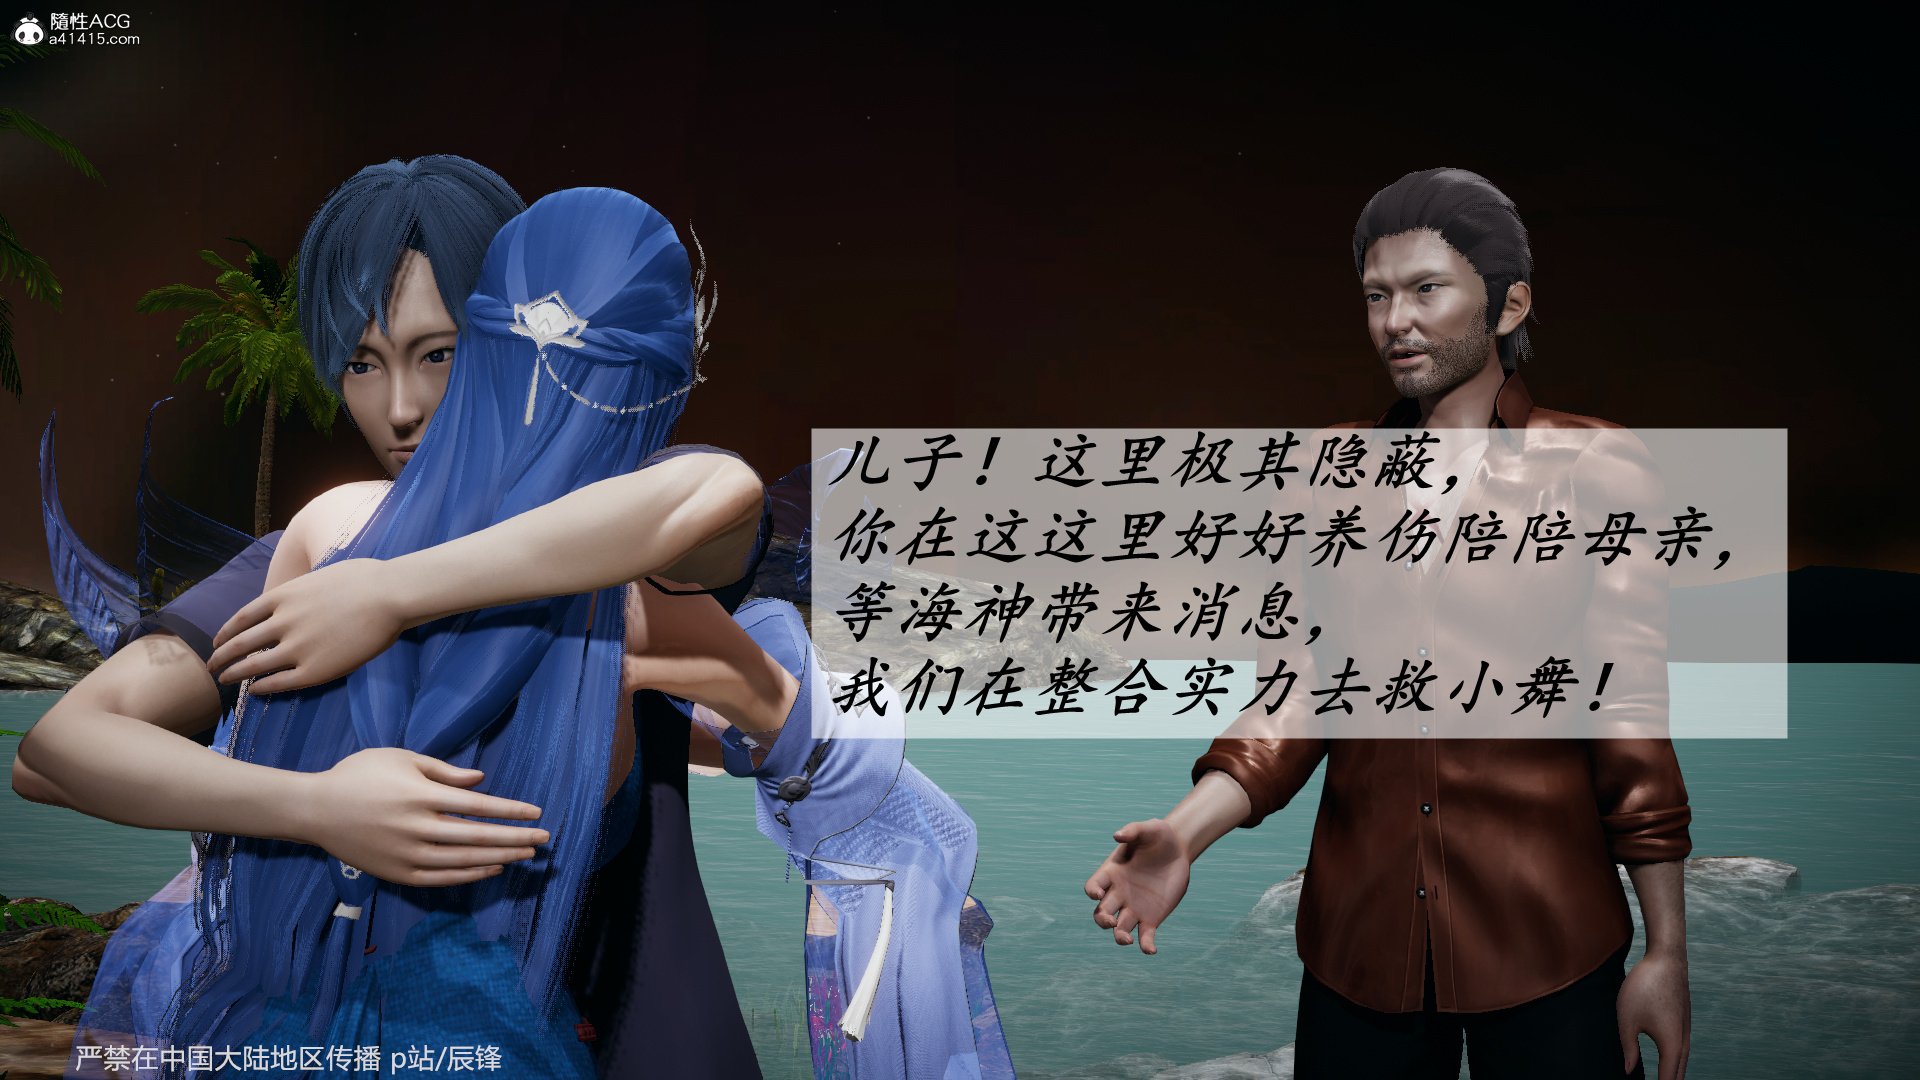 隨性ACG
a41415.com
儿子！这里极其隐蔽，
你在这这里好好养伤陪陪母亲，
等海神带来消息，
我们在整合实力去救小舞！
严禁在中国大陆地区传播 p站/辰锋